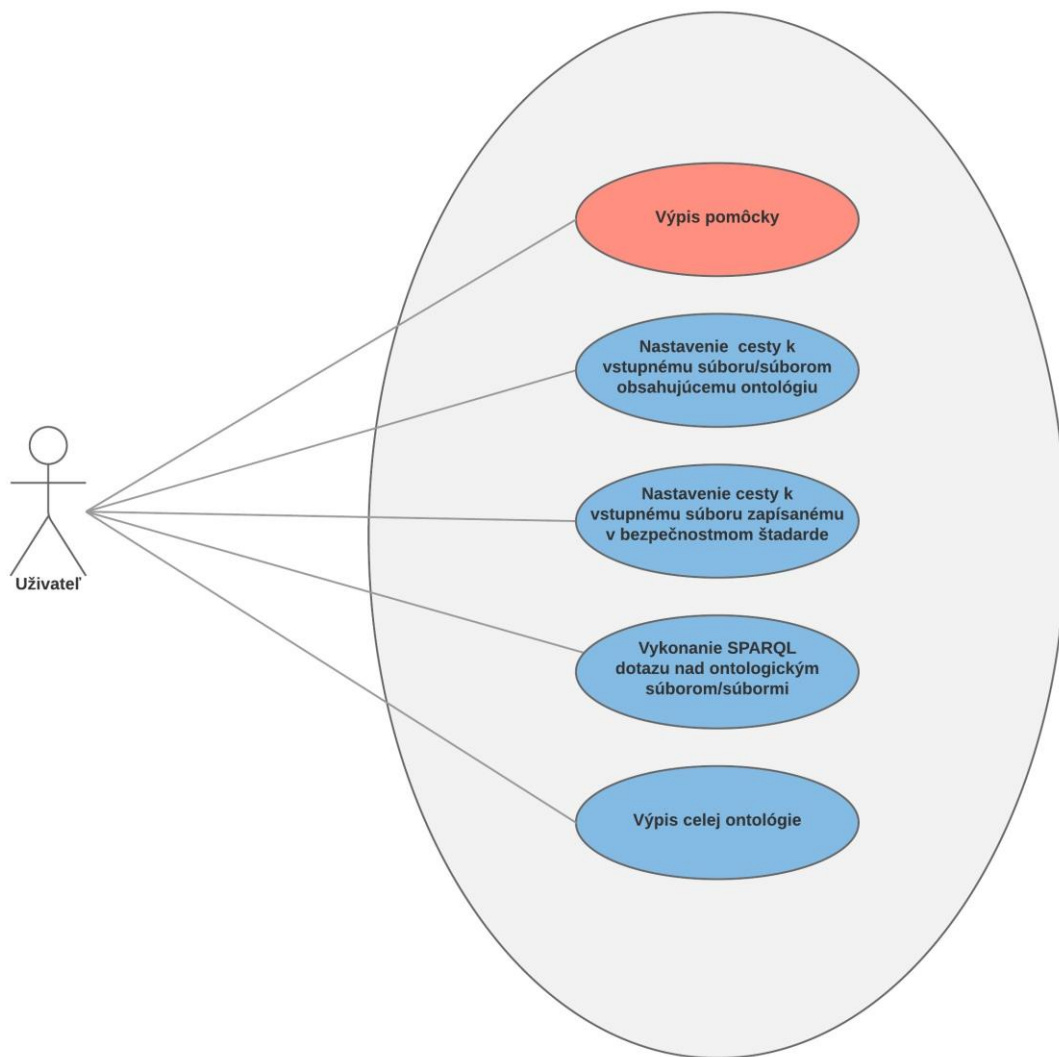 Výpis pomôcky
Nastavenie cesty k
vstupnému súboru/súborom
obsahujúcemu ontológiu
Nastavenie cesty k
vstupnému súboru zapísanému
v bezpečnostmom štadarde
Uživateľ
Vykonanie SPARQL
dotazu nad ontologickým
súborom/súbormi
Výpis celej ontológie